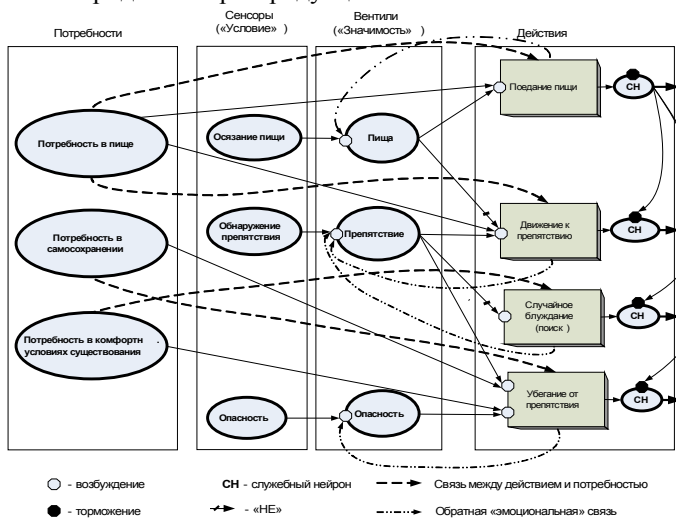 Сенсоры
(«Условие» )
Вентили
(«Значимость» )
Потребности
Действия
Потребность в пище
Осязание пищи
Пища
Поедание пищи
СН
Потребность в
самосохранении
Обнаружение
препятствия
Препятствие
Движение к
препятствию
СН
Случайное
блуждание
(поиск )
СН
Потребность в комфортн .
условиях существования
Опасность
Опасность
Убегание от
препятствия
СН
- возбуждение
СН - служебный нейрон
Связь между действием и потребностью
- торможение
- «НЕ»
Обратная «эмоциональная» связь